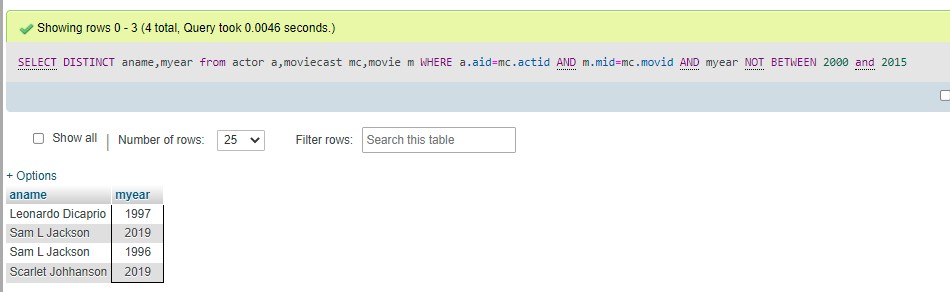 Showing rows 0 - 3 (4 total, Query took 0.0046 seconds.)
SELECT DISTINCT aname,myear from actor a,moviecast mc,movie m WHERE a.aid=mc.actid AND m.mid=mc.movid AND myear NOT BETWEEN 2000 and 2015
Show all | Number of rows: 25 Filter rows: Search this table
+ Options
aname myear
Leonardo Dicaprio 1997
Sam L Jackson 2019
Sam L Jackson 1996
Scarlet Johhanson 2019